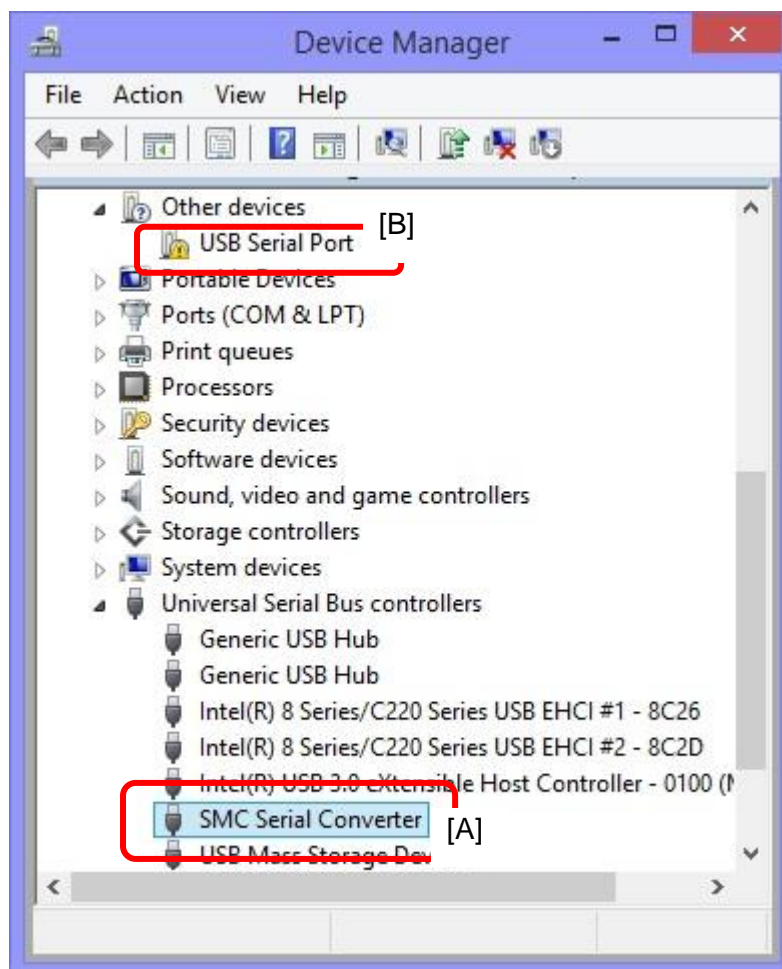 Device Manager
File Action View Help
Other devices
[B]
USB Serial Port
Portable Devices
Ports (COM & LPT)
Print queues
Processors
Security devices
Software devices
Sound, video and game controllers
Storage controllers
System devices
Universal Serial Bus controllers
Generic USB Hub
Generic USB Hub
Intel(R) 8 Series/C220 Series USB EHCI #1 - 8C26
Intel(R) 8 Series/C220 Series USB EHCI #2 - 8C2D
Intel(R) USB 3.0 eXtensible Host Controller - 0100 (
SMC Serial Converter
[A]
USB Mass Storage Dev